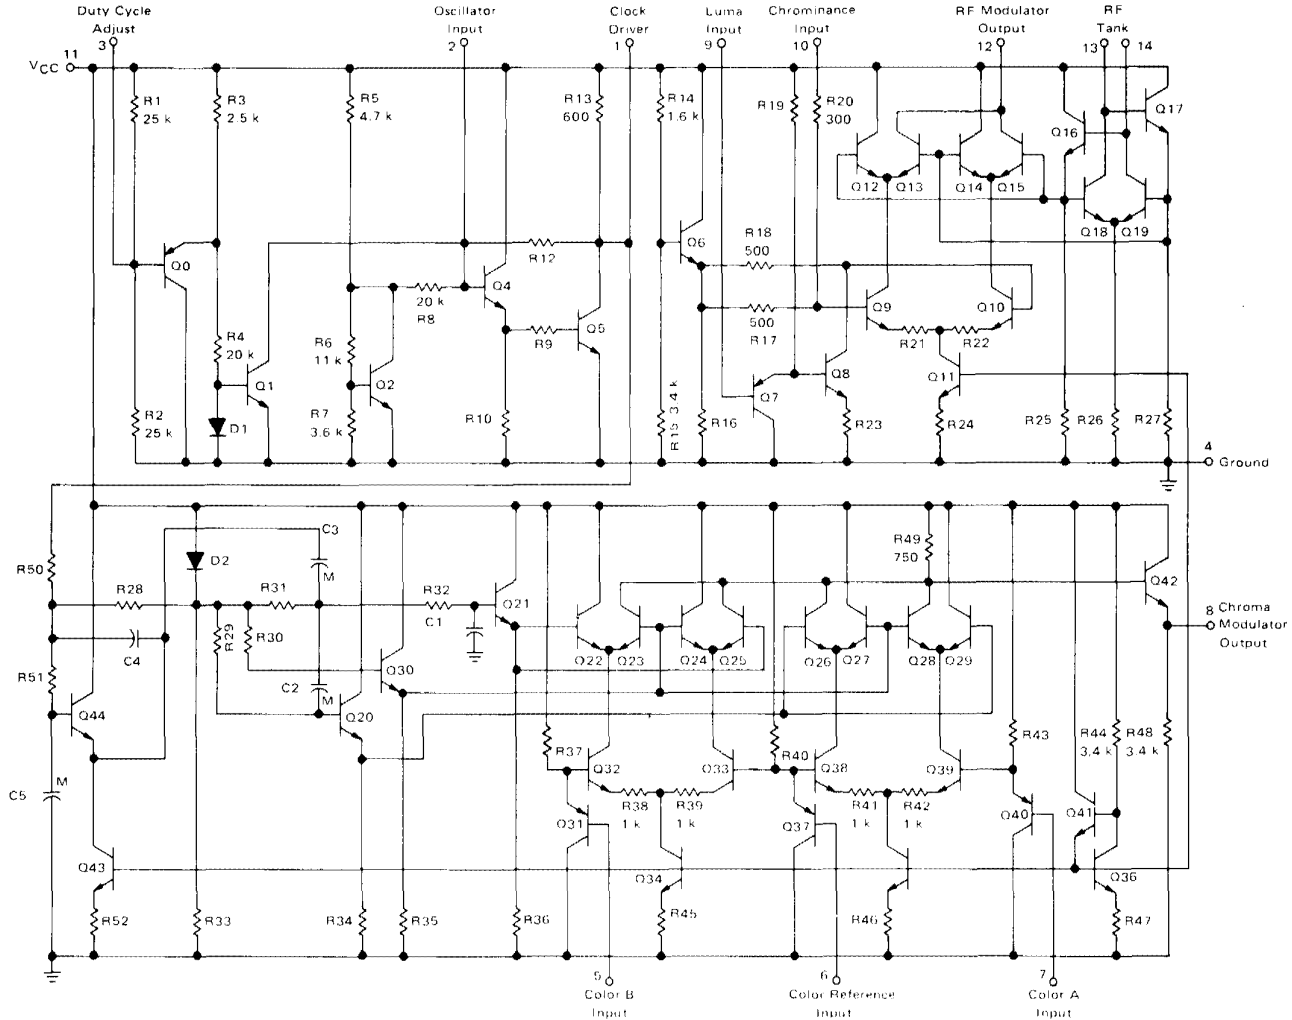 Duty Cycle
Adjust
3
Oscillator
Input
2
Clock
Driver
1
Luma
Input
9
Chrominance
Input
10
RF Modulator
Output
12
RF
Tank
13
14
VCC
11
R1
25 k
R3
2.5 k
R5
4.7 k
R13
600
R14
1.6 k
R19
R20
300
Q16
Q17
Q12
Q13
Q14
Q15
Q18
Q19
Q0
R12
Q6
R18
500
Q4
20 k
R8
Q5
500
R17
Q9
Q10
R4
20 k
R6
11 k
R9
R21
R22
Q1
Q2
Q7
Q8
Q11
R2
25 k
D1
R7
3.6 k
R10
R15 3.4 k
R16
R23
R24
R25
R26
R27
4
Ground
C3
M
R50
D2
R28
R31
R32
Q21
R49
750
Q42
C1
8 Chroma
Modulator
Output
R29
R30
C4
Q22
Q23
Q24
Q25
Q26
Q27
Q28
Q29
R51
Q30
C2
M
Q44
Q20
R37
R40
R43
R44
3.4 k
R48
3.4 k
M
C5
Q32
Q33
Q38
Q39
R38
1 k
R39
1 k
R41
1 k
R42
1 k
Q31
Q37
Q40
Q41
Q43
Q34
Q36
R52
R33
R34
R35
R36
R45
R46
R47
5
Color B
Input
6
Color Reference
Input
7
Color A
Input